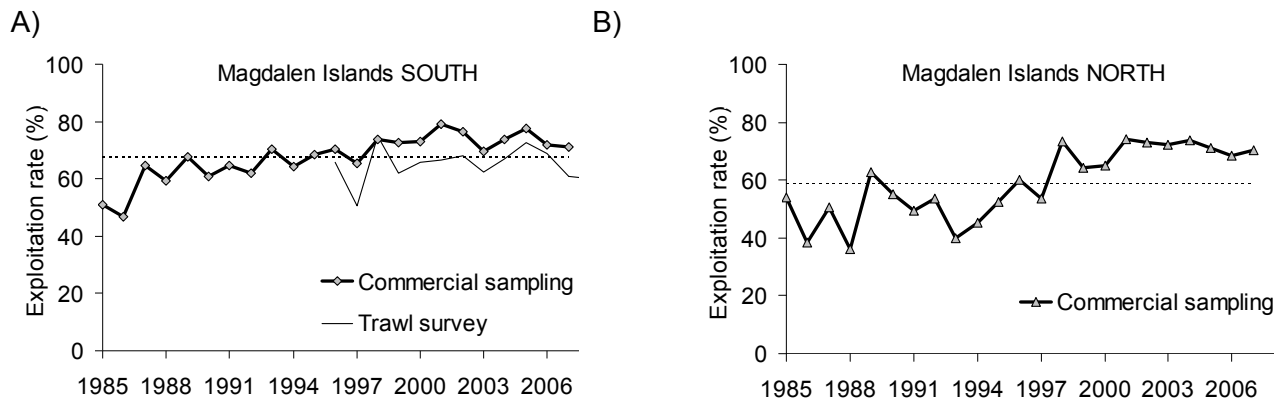 A)
Magdalen Islands SOUTH
Exploitation rate (%)
100
80
60
40
20
0
Commercial sampling
Trawl survey
1985 1988 1991 1994 1997 2000 2003 2006
B)
Magdalen Islands NORTH
Exploitation rate (%)
100
80
60
40
20
0
Commercial sampling
1985 1988 1991 1994 1997 2000 2003 2006